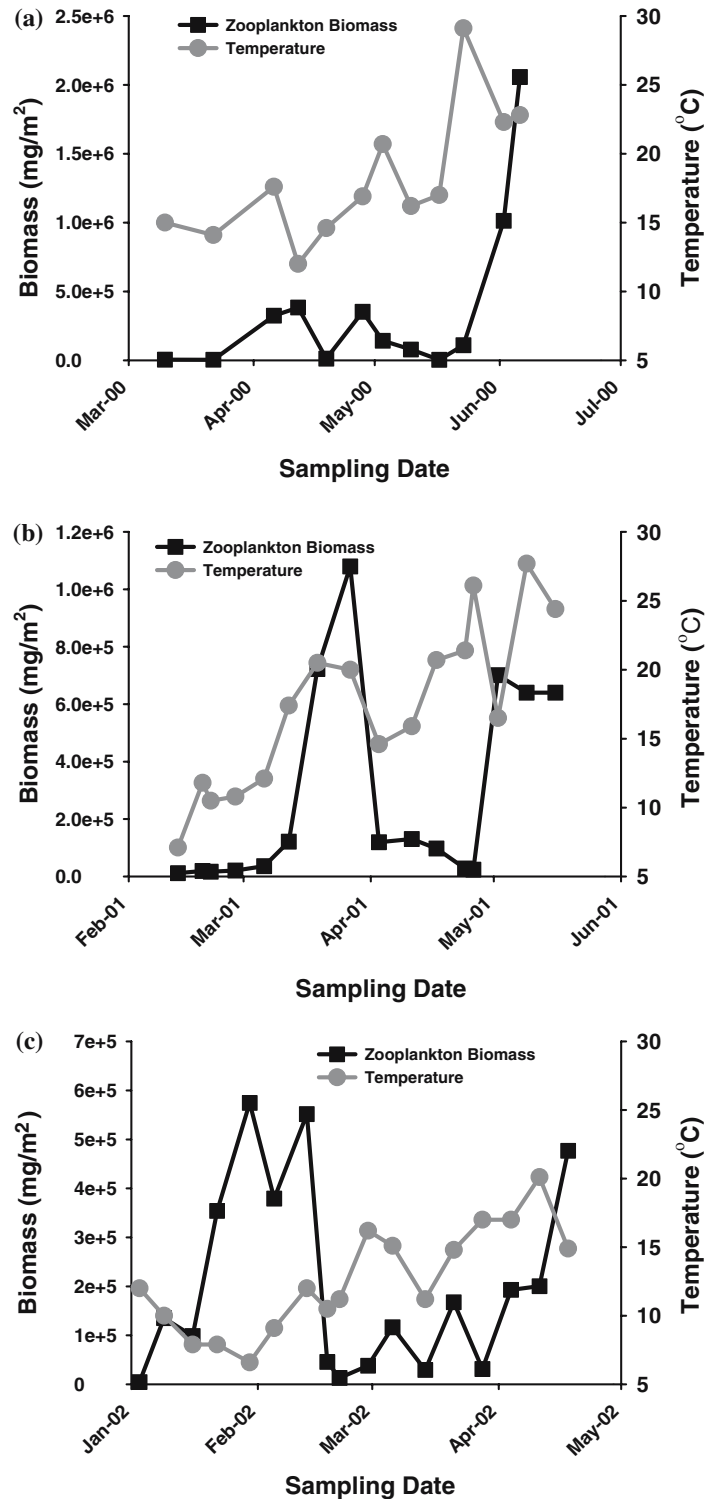 (a)
Zooplankton Biomass
Temperature
2.5e+6
2.0e+6
1.5e+6
1.0e+6
5.0e+5
0.0
Biomass (mg/m²)
30
25
20
15
10
5
Temperature (°C)
Mar-00
Apr-00
May-00
Jun-00
Jul-00
Sampling Date
(b)
Zooplankton Biomass
Temperature
1.2e+6
1.0e+6
8.0e+5
6.0e+5
4.0e+5
2.0e+5
0.0
Biomass (mg/m²)
30
25
20
15
10
5
Temperature (°C)
Feb-01
Mar-01
Apr-01
May-01
Jun-01
Sampling Date
(c)
Zooplankton Biomass
Temperature
7e+5
6e+5
5e+5
4e+5
3e+5
2e+5
1e+5
0
Biomass (mg/m²)
30
25
20
15
10
5
Temperature (°C)
Jan-02
Feb-02
Mar-02
Apr-02
May-02
Sampling Date